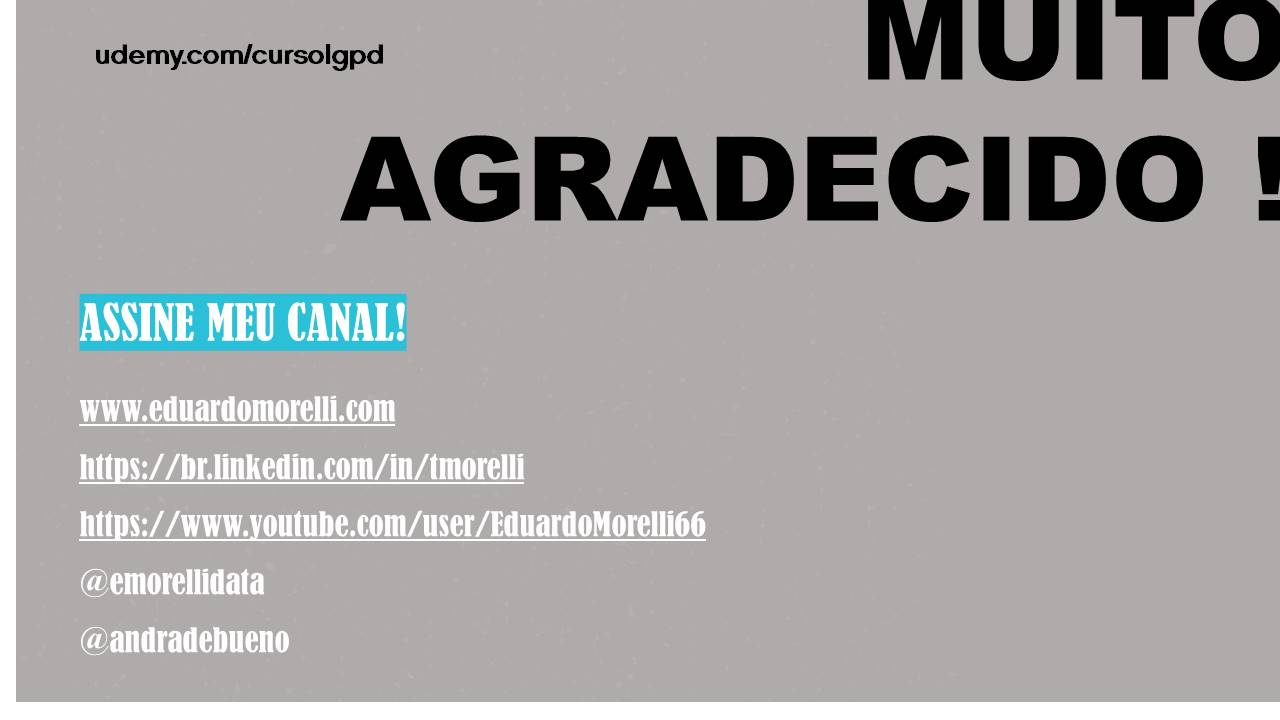 udemy.com/cursolgpd
MUITO
AGRADECIDO !
ASSINE MEU CANAL!
www.eduardomorelli.com
https://br.linkedin.com/in/tmorelli
https://www.youtube.com/user/EduardoMorelli66
@emorellidata
@andradebueno